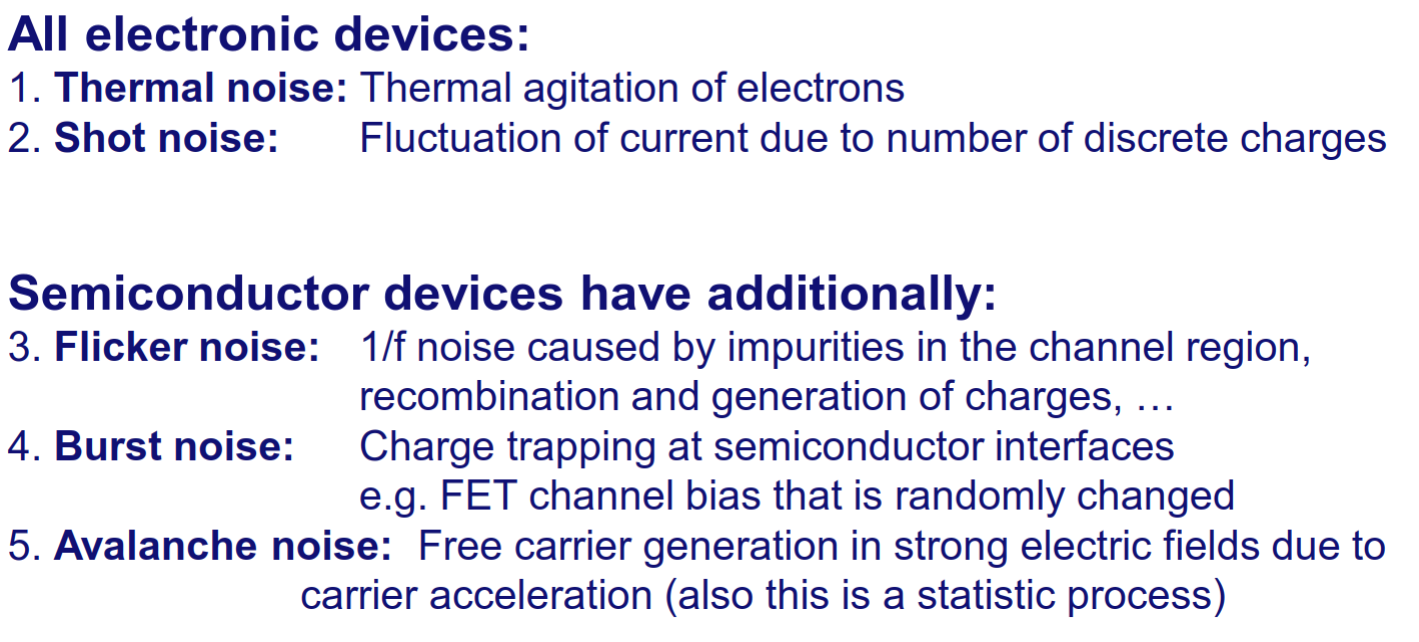 All electronic devices:
1. Thermal noise: Thermal agitation of electrons
2. Shot noise: Fluctuation of current due to number of discrete charges
Semiconductor devices have additionally:
3. Flicker noise: 1/f noise caused by impurities in the channel region,
recombination and generation of charges, …
4. Burst noise: Charge trapping at semiconductor interfaces
e.g. FET channel bias that is randomly changed
5. Avalanche noise: Free carrier generation in strong electric fields due to
carrier acceleration (also this is a statistic process)